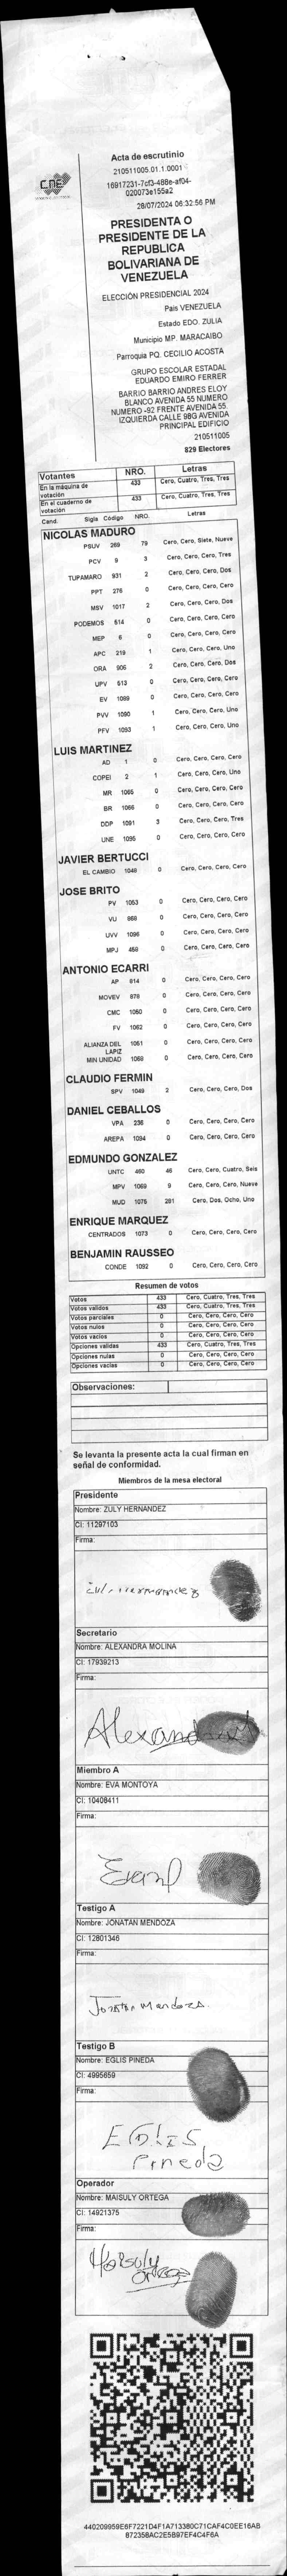 Acta de escrutinio
210511005.01.1.0001
16917231-7cf3-488e-af04-
020073e155a2
28/07/2024 06:32:56 PM
CNE
PRESIDENTA O
PRESIDENTE DE LA
REPUBLICA
BOLIVARIANA DE
VENEZUELA
ELECCIÓN PRESIDENCIAL 2024
País VENEZUELA
Estado EDO. ZULIA
Municipio MP. MARACAIBO
Parroquia PQ. CECILIO ACOSTA
GRUPO ESCOLAR ESTADAL
EDUARDO EMIRO FERRER
BARRIO BARRIO ANDRES ELOY
BLANCO AVENIDA 55 NUMERO
NUMERO -92 FRENTE AVENIDA 55
IZQUIERDA CALLE 98G AVENIDA
PRINCIPAL EDIFICIO
210511005
829 Electores
Votantes NRO. Letras
En la máquina de votación 433 Cero, Cuatro, Tres, Tres
En el cuaderno de votación 433 Cero, Cuatro, Tres, Tres
Cand. Sigla Código NRO. Letras
NICOLAS MADURO
PSUV 269 79 Cero, Cero, Siete, Nueve
PCV 9 3 Cero, Cero, Cero, Tres
TUPAMARO 931 2 Cero, Cero, Cero, Dos
PPT 276 0 Cero, Cero, Cero, Cero
MSV 1017 2 Cero, Cero, Cero, Dos
PODEMOS 514 0 Cero, Cero, Cero, Cero
MEP 6 0 Cero, Cero, Cero, Cero
APC 219 1 Cero, Cero, Cero, Uno
ORA 905 2 Cero, Cero, Cero, Dos
UPV 513 0 Cero, Cero, Cero, Cero
EV 1089 0 Cero, Cero, Cero, Cero
PVV 1090 1 Cero, Cero, Cero, Uno
PFV 1093 1 Cero, Cero, Cero, Uno
LUIS MARTINEZ
AD 1 0 Cero, Cero, Cero, Cero
COPEI 2 1 Cero, Cero, Cero, Uno
MR 1065 0 Cero, Cero, Cero, Cero
BR 1066 0 Cero, Cero, Cero, Cero
DDP 1091 3 Cero, Cero, Cero, Tres
UNE 1095 0 Cero, Cero, Cero, Cero
JAVIER BERTUCCI
EL CAMBIO 1048 0 Cero, Cero, Cero, Cero
JOSE BRITO
PV 1053 0 Cero, Cero, Cero, Cero
VU 868 0 Cero, Cero, Cero, Cero
UVV 1096 0 Cero, Cero, Cero, Cero
MPJ 459 0 Cero, Cero, Cero, Cero
ANTONIO ECARRI
AP 914 0 Cero, Cero, Cero, Cero
MOVEV 878 0 Cero, Cero, Cero, Cero
CMC 1050 0 Cero, Cero, Cero, Cero
FV 1062 0 Cero, Cero, Cero, Cero
ALIANZA DEL LAPIZ 1051 0 Cero, Cero, Cero, Cero
MIN UNIDAD 1068 0 Cero, Cero, Cero, Cero
CLAUDIO FERMIN
SPV 1049 2 Cero, Cero, Cero, Dos
DANIEL CEBALLOS
VPA 236 0 Cero, Cero, Cero, Cero
AREPA 1094 0 Cero, Cero, Cero, Cero
EDMUNDO GONZALEZ
UNTC 460 46 Cero, Cero, Cuatro, Seis
MPV 1069 9 Cero, Cero, Cero, Nueve
MUD 1075 281 Cero, Dos, Ocho, Uno
ENRIQUE MARQUEZ
CENTRADOS 1073 0 Cero, Cero, Cero, Cero
BENJAMIN RAUSSEO
CONDE 1092 0 Cero, Cero, Cero, Cero
Resumen de votos
Votos 433 Cero, Cuatro, Tres, Tres
Votos validos 433 Cero, Cuatro, Tres, Tres
Votos parciales 0 Cero, Cero, Cero, Cero
Votos nulos 0 Cero, Cero, Cero, Cero
Votos vacios 0 Cero, Cero, Cero, Cero
Opciones validas 433 Cero, Cuatro, Tres, Tres
Opciones nulas 0 Cero, Cero, Cero, Cero
Opciones vacias 0 Cero, Cero, Cero, Cero
Observaciones:
Se levanta la presente acta la cual firman en
señal de conformidad.
Miembros de la mesa electoral
Presidente
Nombre: ZULY HERNANDEZ
CI: 11297103
Firma:
Secretario
Nombre: ALEXANDRA MOLINA
CI: 17939213
Firma:
Miembro A
Nombre: EVA MONTOYA
CI: 10408411
Firma:
Testigo A
Nombre: JONATAN MENDOZA
CI: 12801346
Firma:
Jonatan Mendoza.
Testigo B
Nombre: EGLIS PINEDA
CI: 4995659
Firma:
EGLIS
Pineda
Operador
Nombre: MAISULY ORTEGA
CI: 14921375
Firma:
Maisuly
Ortega
440209959E6F7221D4F1A713380C71CAF4C0EE16AB
872358AC2E5B97EF4C4F6A